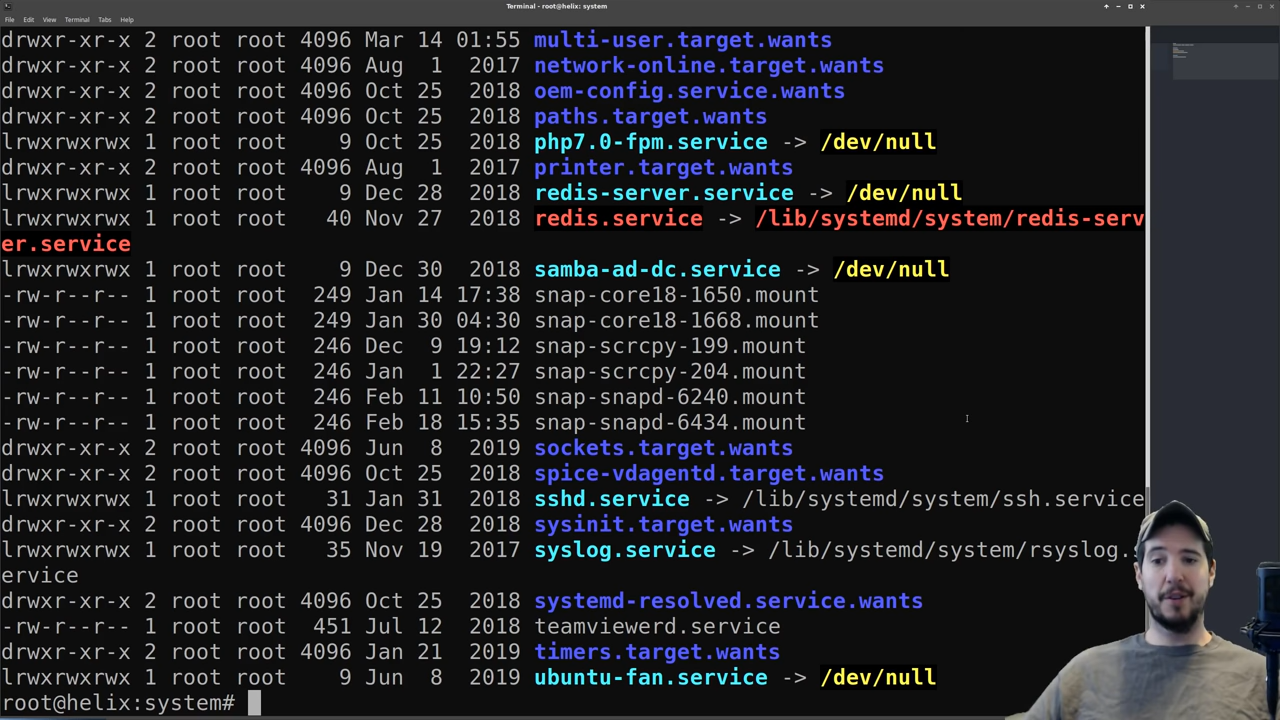 Terminal - root@helix: system
File Edit View Terminal Tabs Help
drwxr-xr-x 2 root root 4096 Mar 14 01:55 multi-user.target.wants
drwxr-xr-x 2 root root 4096 Aug 1 2017 network-online.target.wants
drwxr-xr-x 2 root root 4096 Oct 25 2018 oem-config.service.wants
drwxr-xr-x 2 root root 4096 Oct 25 2018 paths.target.wants
lrwxrwxrwx 1 root root 9 Oct 25 2018 php7.0-fpm.service -> /dev/null
drwxr-xr-x 2 root root 4096 Aug 1 2017 printer.target.wants
lrwxrwxrwx 1 root root 9 Dec 28 2018 redis-server.service -> /dev/null
lrwxrwxrwx 1 root root 40 Nov 27 2018 redis.service -> /lib/systemd/system/redis-serv
er.service
lrwxrwxrwx 1 root root 9 Dec 30 2018 samba-ad-dc.service -> /dev/null
-rw-r--r-- 1 root root 249 Jan 14 17:38 snap-core18-1650.mount
-rw-r--r-- 1 root root 249 Jan 30 04:30 snap-core18-1668.mount
-rw-r--r-- 1 root root 246 Dec 9 19:12 snap-scrcpy-199.mount
-rw-r--r-- 1 root root 246 Jan 1 22:27 snap-scrcpy-204.mount
-rw-r--r-- 1 root root 246 Feb 11 10:50 snap-snapd-6240.mount
-rw-r--r-- 1 root root 246 Feb 18 15:35 snap-snapd-6434.mount
drwxr-xr-x 2 root root 4096 Jun 8 2019 sockets.target.wants
drwxr-xr-x 2 root root 4096 Oct 25 2018 spice-vdagentd.target.wants
lrwxrwxrwx 1 root root 31 Jan 31 2018 sshd.service -> /lib/systemd/system/ssh.service
drwxr-xr-x 2 root root 4096 Dec 28 2018 sysinit.target.wants
lrwxrwxrwx 1 root root 35 Nov 19 2017 syslog.service -> /lib/systemd/system/rsyslog.
ervice
drwxr-xr-x 2 root root 4096 Oct 25 2018 systemd-resolved.service.wants
-rw-r--r-- 1 root root 451 Jul 12 2018 teamviewerd.service
drwxr-xr-x 2 root root 4096 Jan 21 2019 timers.target.wants
lrwxrwxrwx 1 root root 9 Jun 8 2019 ubuntu-fan.service -> /dev/null
root@helix:system#